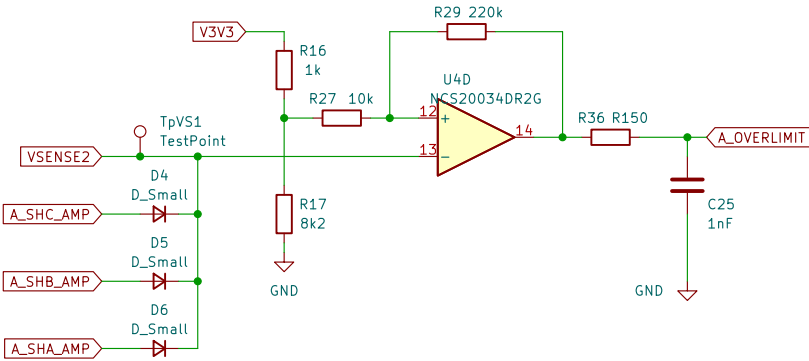 R29 220k
V3V3
R16
1k
U4D
R27 10k
NCS20034DR2G
12
+
TpVS1
TestPoint
14
R36 R150
A_OVERLIMIT
VSENSE2
13
-
D4
D_Small
A_SHC_AMP
R17
8k2
C25
1nF
D5
D_Small
A_SHB_AMP
GND
GND
D6
D_Small
A_SHA_AMP